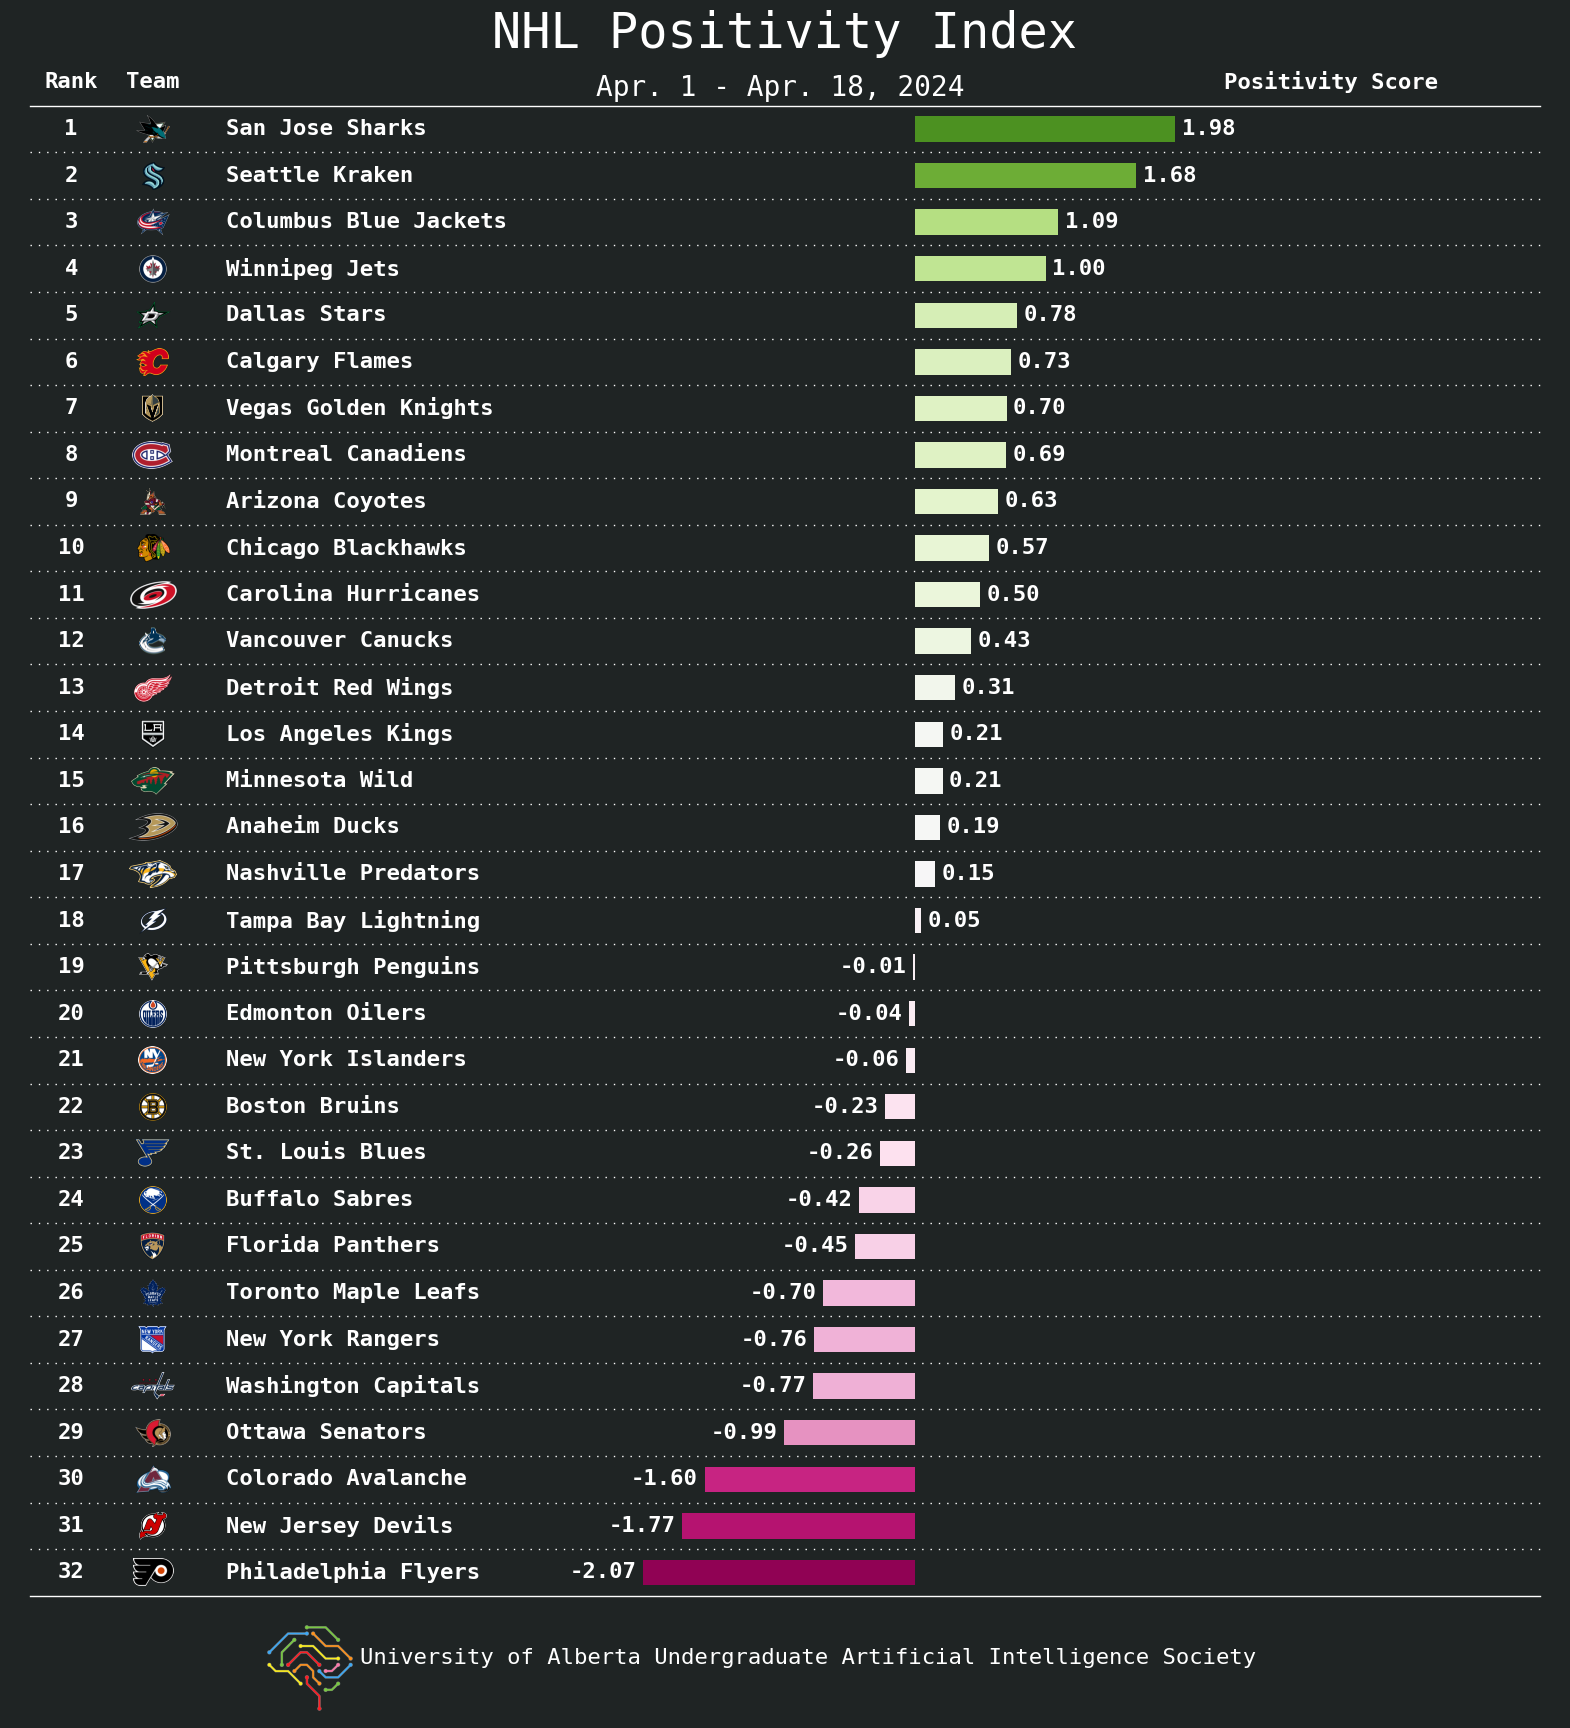 NHL Positivity Index
Apr. 1 - Apr. 18, 2024
Rank Team Positivity Score
1 San Jose Sharks 1.98
2 Seattle Kraken 1.68
3 Columbus Blue Jackets 1.09
4 Winnipeg Jets 1.00
5 Dallas Stars 0.78
6 Calgary Flames 0.73
7 Vegas Golden Knights 0.70
8 Montreal Canadiens 0.69
9 Arizona Coyotes 0.63
10 Chicago Blackhawks 0.57
11 Carolina Hurricanes 0.50
12 Vancouver Canucks 0.43
13 Detroit Red Wings 0.31
14 Los Angeles Kings 0.21
15 Minnesota Wild 0.21
16 Anaheim Ducks 0.19
17 Nashville Predators 0.15
18 Tampa Bay Lightning 0.05
19 Pittsburgh Penguins -0.01
20 Edmonton Oilers -0.04
21 New York Islanders -0.06
22 Boston Bruins -0.23
23 St. Louis Blues -0.26
24 Buffalo Sabres -0.42
25 Florida Panthers -0.45
26 Toronto Maple Leafs -0.70
27 New York Rangers -0.76
28 Washington Capitals -0.77
29 Ottawa Senators -0.99
30 Colorado Avalanche -1.60
31 New Jersey Devils -1.77
32 Philadelphia Flyers -2.07
University of Alberta Undergraduate Artificial Intelligence Society